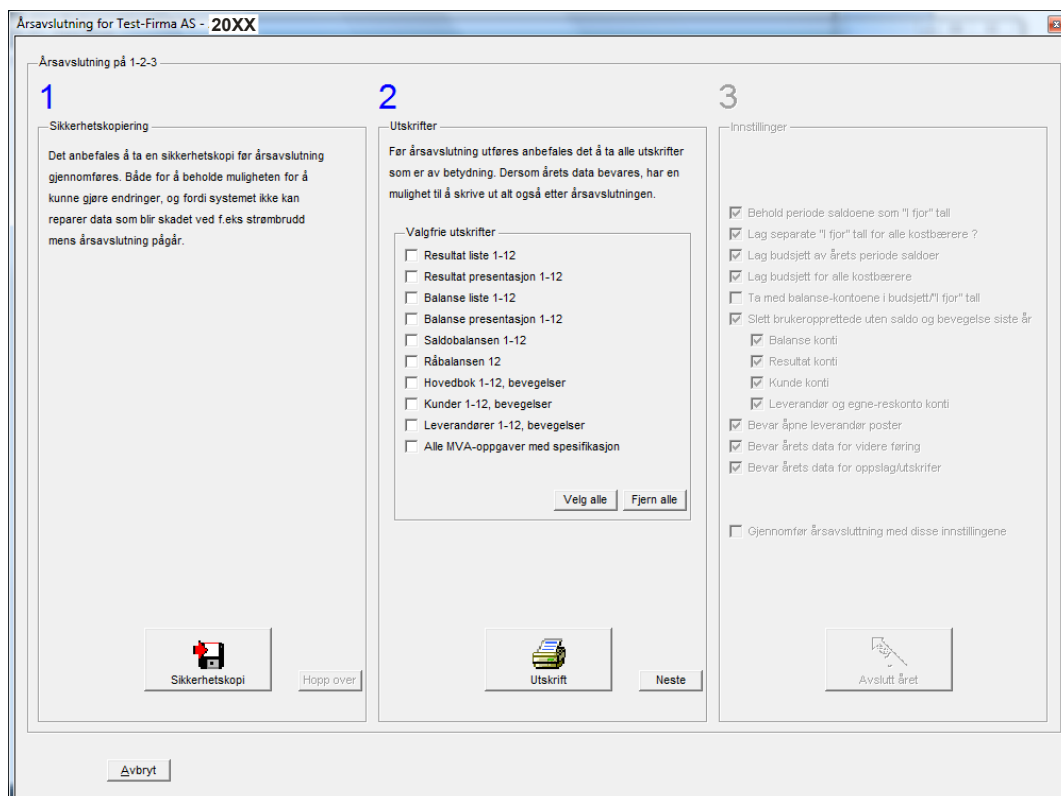 Årsavslutning for Test-Firma AS - 20XX
Årsavslutning på 1-2-3
1
Sikkerhetskopiering
Det anbefales å ta en sikkerhetskopi før årsavslutning
gjennomføres. Både for å beholde muligheten for å
kunne gjøre endringer, og fordi systemet ikke kan
reparer data som blir skadet ved f.eks strømbrudd
mens årsavslutning pågår.
Sikkerhetskopi
Hopp over
2
Utskrifter
Før årsavslutning utføres anbefales det å ta alle utskrifter
som er av betydning. Dersom årets data bevares, har en
mulighet til å skrive ut alt også etter årsavslutningen.
Valgfrie utskrifter
Resultat liste 1-12
Resultat presentasjon 1-12
Balanse liste 1-12
Balanse presentasjon 1-12
Saldobalansen 1-12
Råbalansen 12
Hovedbok 1-12, bevegelser
Kunder 1-12, bevegelser
Leverandører 1-12, bevegelser
Alle MVA-oppgaver med spesifikasjon
Velg alle
Fjern alle
Utskrift
Neste
3
Innstillinger
Behold periode saldoene som "I fjor" tall
Lag separate "I fjor" tall for alle kostbærere ?
Lag budsjett av årets periode saldoer
Lag budsjett for alle kostbærere
Ta med balanse-kontoene i budsjett/"I fjor" tall
Slett brukeropprettede uten saldo og bevegelse siste år
Balanse konti
Resultat konti
Kunde konti
Leverandør og egne-reskonto konti
Bevar åpne leverandør poster
Bevar årets data for videre føring
Bevar årets data for oppslag/utskrifer
Gjennomfør årsavsluttning med disse innstillingene
Avslutt året
Avbryt